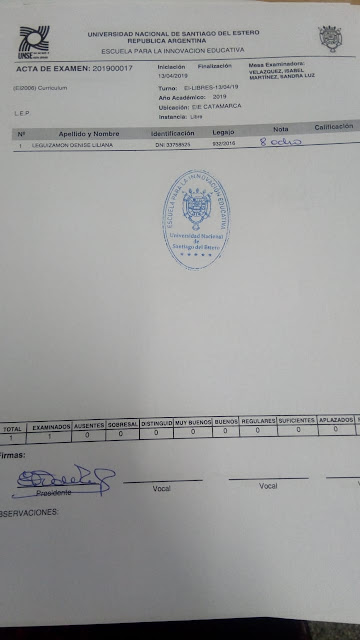 UNSE
UNIVERSIDAD NACIONAL DE SANTIAGO DEL ESTERO
REPUBLICA ARGENTINA
ESCUELA PARA LA INNOVACION EDUCATIVA
ACTA DE EXAMEN: 201900017
Iniciación Finalización
13/04/2019
Mesa Examinadora:
VELAZQUEZ, ISABEL
MARTÍNEZ, SANDRA LUZ
(EI2006) Curriculum
Turno: EI-LIBRES-13/04/19
Año Académico: 2019
Ubicación: EIE CATAMARCA
L.E.P.
Instancia: Libre
Nº Apellido y Nombre Identificación Legajo Nota Calificación
1 LEGUIZAMON DENISE LILIANA DNI 33758525 932/2016 8 ocho
ESCUELA PARA LA INNOVACION EDUCATIVA
Universidad Nacional
de
Santiago del Estero
TOTAL EXAMINADOS AUSENTES SOBRESAL DISTINGUID MUY BUENOS BUENOS REGULARES SUFICIENTES APLAZADOS
1 1 0 0 0 0 0 0 0 0
Firmas:
Presidente Vocal Vocal
BSERVACIONES: